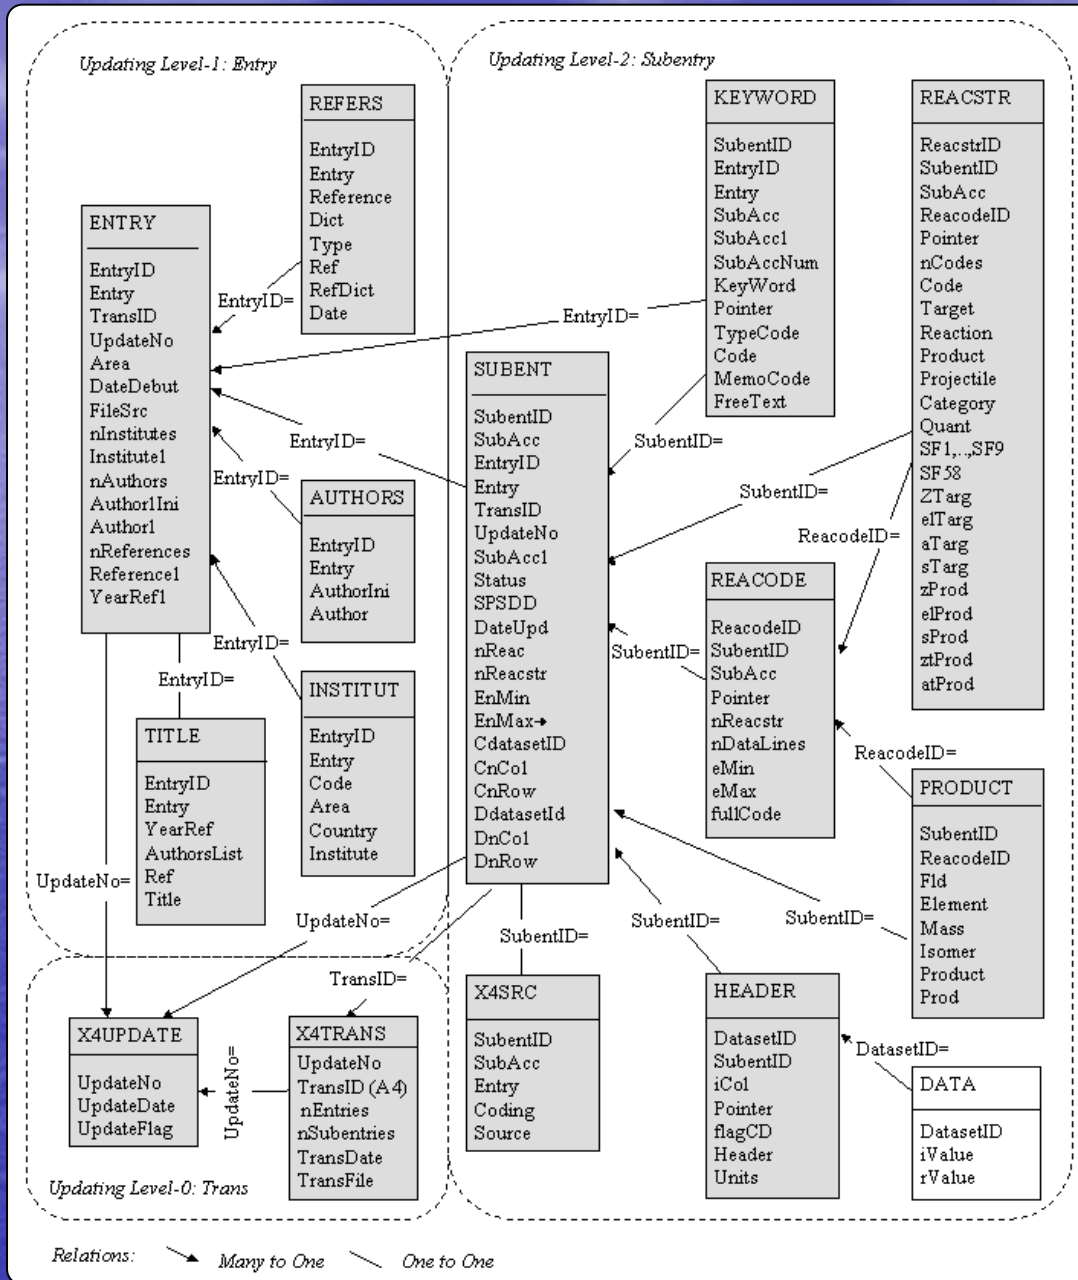 Updating Level-1: Entry
REFERS
EntryID
Entry
Reference
Dict
Type
Ref
RefDict
Date
ENTRY
EntryID
Entry
TransID
UpdateNo
Area
DateDebut
FileSrc
nInstitutes
Institute1
nAuthors
Author1Ini
Author1
nReferences
Reference1
YearRef1
EntryID=
EntryID=
EntryID=
AUTHORS
EntryID
Entry
AuthorIni
Author
EntryID=
EntryID=
INSTITUT
EntryID
Entry
Code
Area
Country
Institute
TITLE
EntryID
Entry
YearRef
AuthorsList
Ref
Title
UpdateNo=
UpdateNo=
Updating Level-2: Subentry
KEYWORD
SubentID
EntryID
Entry
SubAcc
SubAcc1
SubAccNum
KeyWord
Pointer
TypeCode
Code
MemoCode
FreeText
REACSTR
ReacstrID
SubentID
SubAcc
ReacodeID
Pointer
nCodes
Code
Target
Reaction
Product
Projectile
Category
Quant
SF1,..,SF9
SF58
ZTarg
elTarg
aTarg
sTarg
zProd
elProd
sProd
ztProd
atProd
EntryID=
SUBENT
SubentID
SubAcc
EntryID
Entry
TransID
UpdateNo
SubAcc1
Status
SPSDD
DateUpd
nReac
nReacstr
EnMin
EnMax
CdatasetID
CnCol
CnRow
DdatasetId
DnCol
DnRow
SubentID=
SubentID=
ReacodeID=
SubentID=
REACODE
ReacodeID
SubentID
SubAcc
Pointer
nReacstr
nDataLines
eMin
eMax
fullCode
ReacodeID=
PRODUCT
SubentID
ReacodeID
Fld
Element
Mass
Isomer
Product
Prod
SubentID=
SubentID=
SubentID=
X4SRC
SubentID
SubAcc
Entry
Coding
Source
HEADER
DatasetID
SubentID
iCol
Pointer
flagCD
Header
Units
DatasetID=
DATA
DatasetID
iValue
rValue
TransID=
X4UPDATE
UpdateNo
UpdateDate
UpdateFlag
UpdateNo=
X4TRANS
UpdateNo
TransID (A4)
nEntries
nSubentries
TransDate
TransFile
Updating Level-0: Trans
Relations:
Many to One
One to One